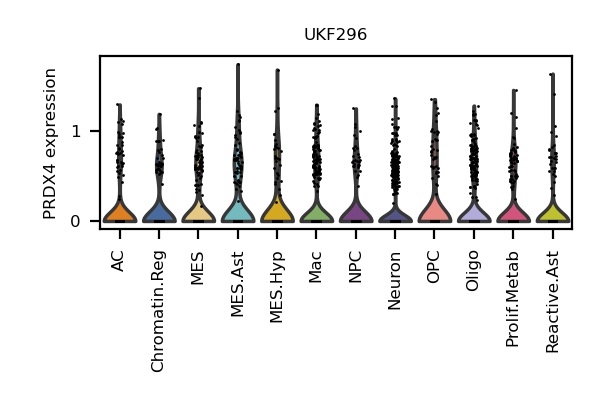 UKF296
PRDX4 expression
1
0
AC
Chromatin.Reg
MES
MES.Ast
MES.Hyp
Mac
NPC
Neuron
OPC
Oligo
Prolif.Metab
Reactive.Ast